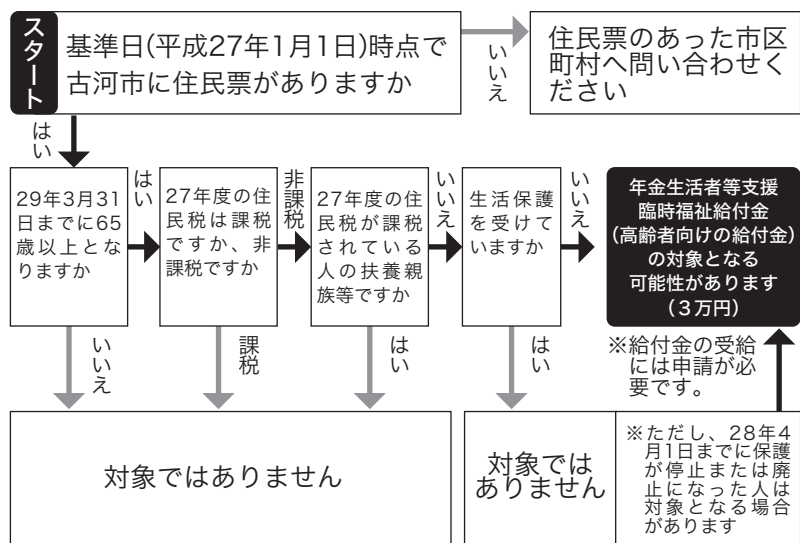 スタート
基準日(平成27年1月1日)時点で
古河市に住民票がありますか
いいえ
住民票のあった市区
町村へ問い合わせく
ださい
はい
29年3月31
日までに65
歳以上とな
りますか
はい
27年度の住
民税は課税
ですか、非
課税ですか
非課税
27年度の住
民税が課税
されている
人の扶養親
族等ですか
いいえ
生活保護
を受けて
いますか
いいえ
年金生活者等支援
臨時福祉給付金
(高齢者向けの給付金)
の対象となる
可能性があります
(3万円)
いいえ
課税
はい
はい
※給付金の受給
には申請が必
要です。
対象ではありません
対象では
ありません
※ただし、28年4
月1日までに保護
が停止または廃
止になった人は
対象となる場合
があります